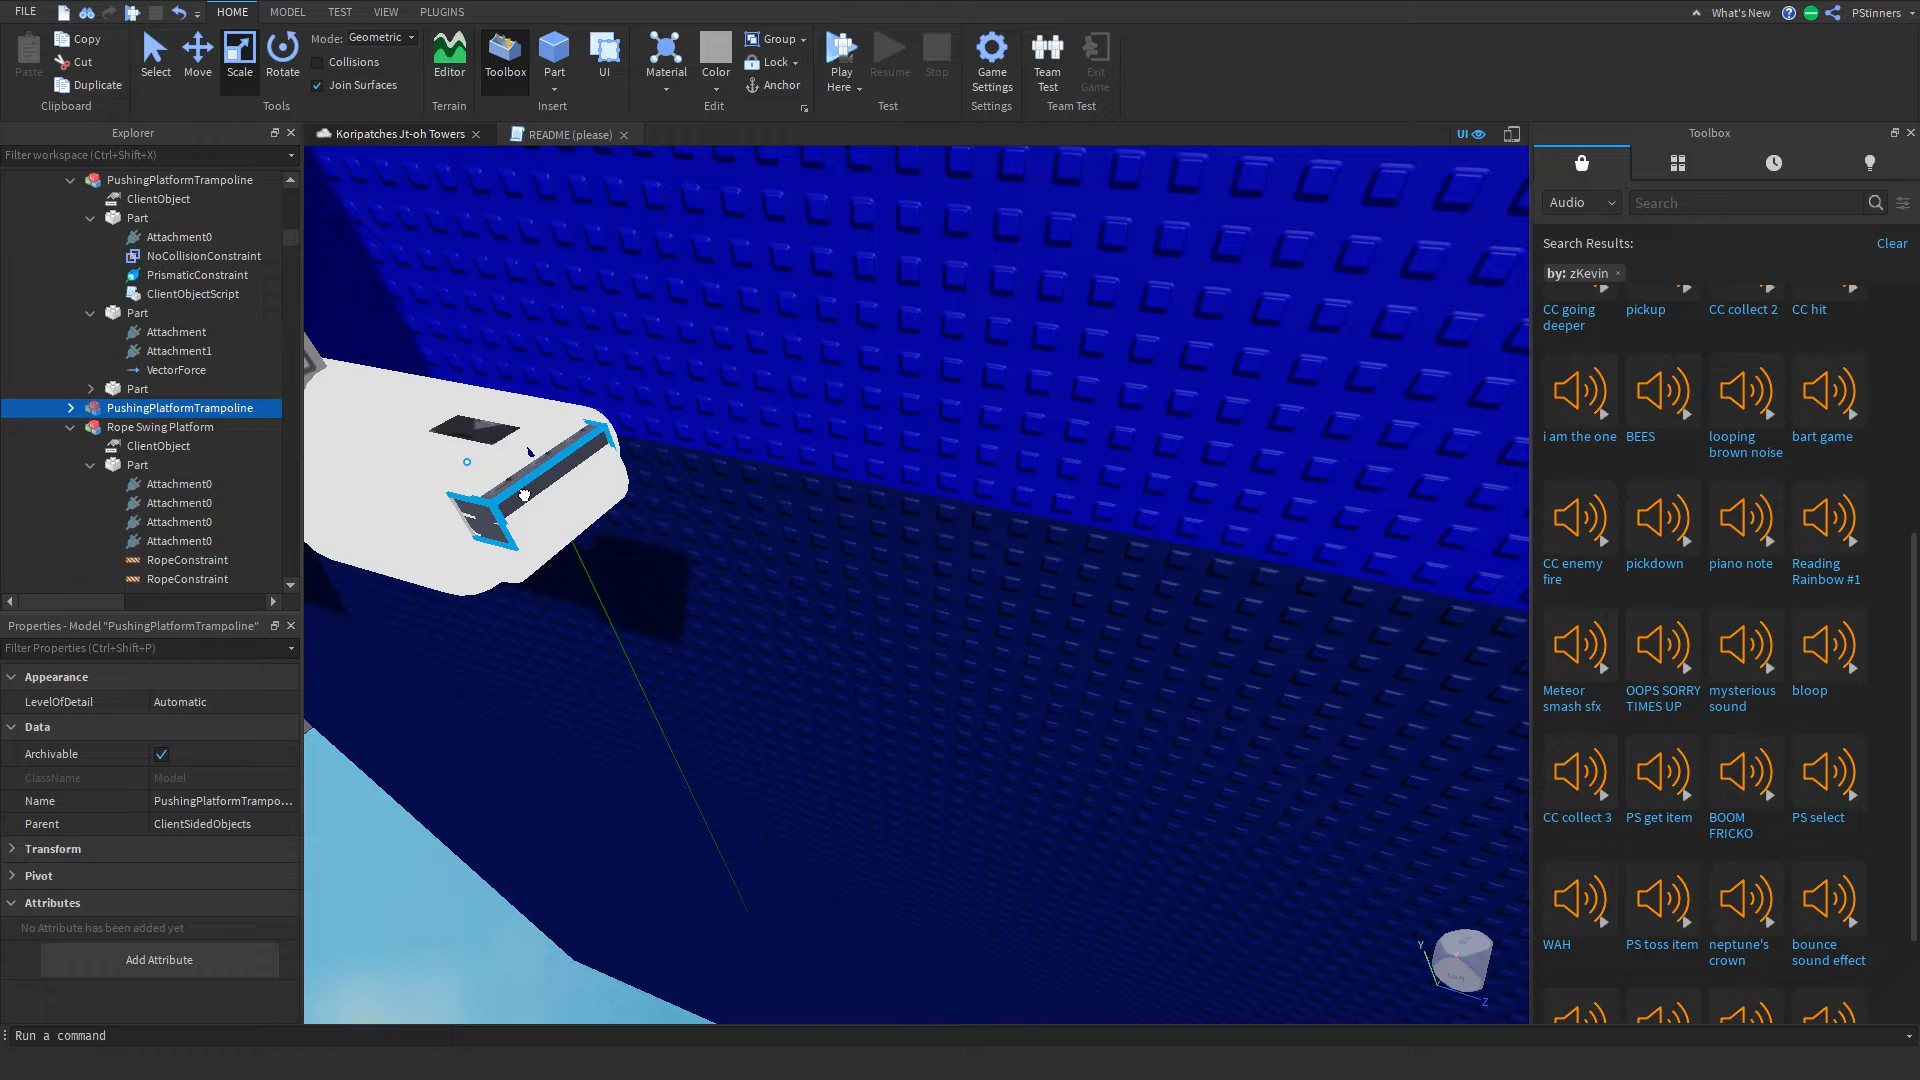 FILE
HOME
MODEL
TEST
VIEW
PLUGINS
What's New
PStinners
Paste
Copy
Cut
Duplicate
Clipboard
Select
Move
Scale
Rotate
Mode: Geometric
Collisions
Join Surfaces
Tools
Editor
Terrain
Toolbox
Part
UI
Insert
Material
Color
Group
Lock
Anchor
Edit
Play
Here
Resume
Stop
Test
Game
Settings
Settings
Team
Test
Exit
Game
Team Test
Explorer
Filter workspace (Ctrl+Shift+X)
PushingPlatformTrampoline
ClientObject
Part
Attachment0
NoCollisionConstraint
PrismaticConstraint
ClientObjectScript
Part
Attachment
Attachment1
VectorForce
Part
PushingPlatformTrampoline
Rope Swing Platform
ClientObject
Part
Attachment0
Attachment0
Attachment0
Attachment0
RopeConstraint
RopeConstraint
Properties - Model "PushingPlatformTrampoline"
Filter Properties (Ctrl+Shift+P)
Appearance
LevelOfDetail Automatic
Data
Archivable
ClassName Model
Name PushingPlatformTrampo...
Parent ClientSidedObjects
Transform
Pivot
Attributes
No Attribute has been added yet
Add Attribute
Run a command
Koripatches Jt-oh Towers
README (please)
UI
Y
Z
Toolbox
Audio
Search
Search Results:
Clear
by: zKevin
CC going
deeper
pickup
CC collect 2
CC hit
i am the one
BEES
looping
brown noise
bart game
CC enemy
fire
pickdown
piano note
Reading
Rainbow #1
Meteor
smash sfx
OOPS SORRY
TIMES UP
mysterious
sound
bloop
CC collect 3
PS get item
BOOM
FRICKO
PS select
WAH
PS toss item
neptune's
crown
bounce
sound effect